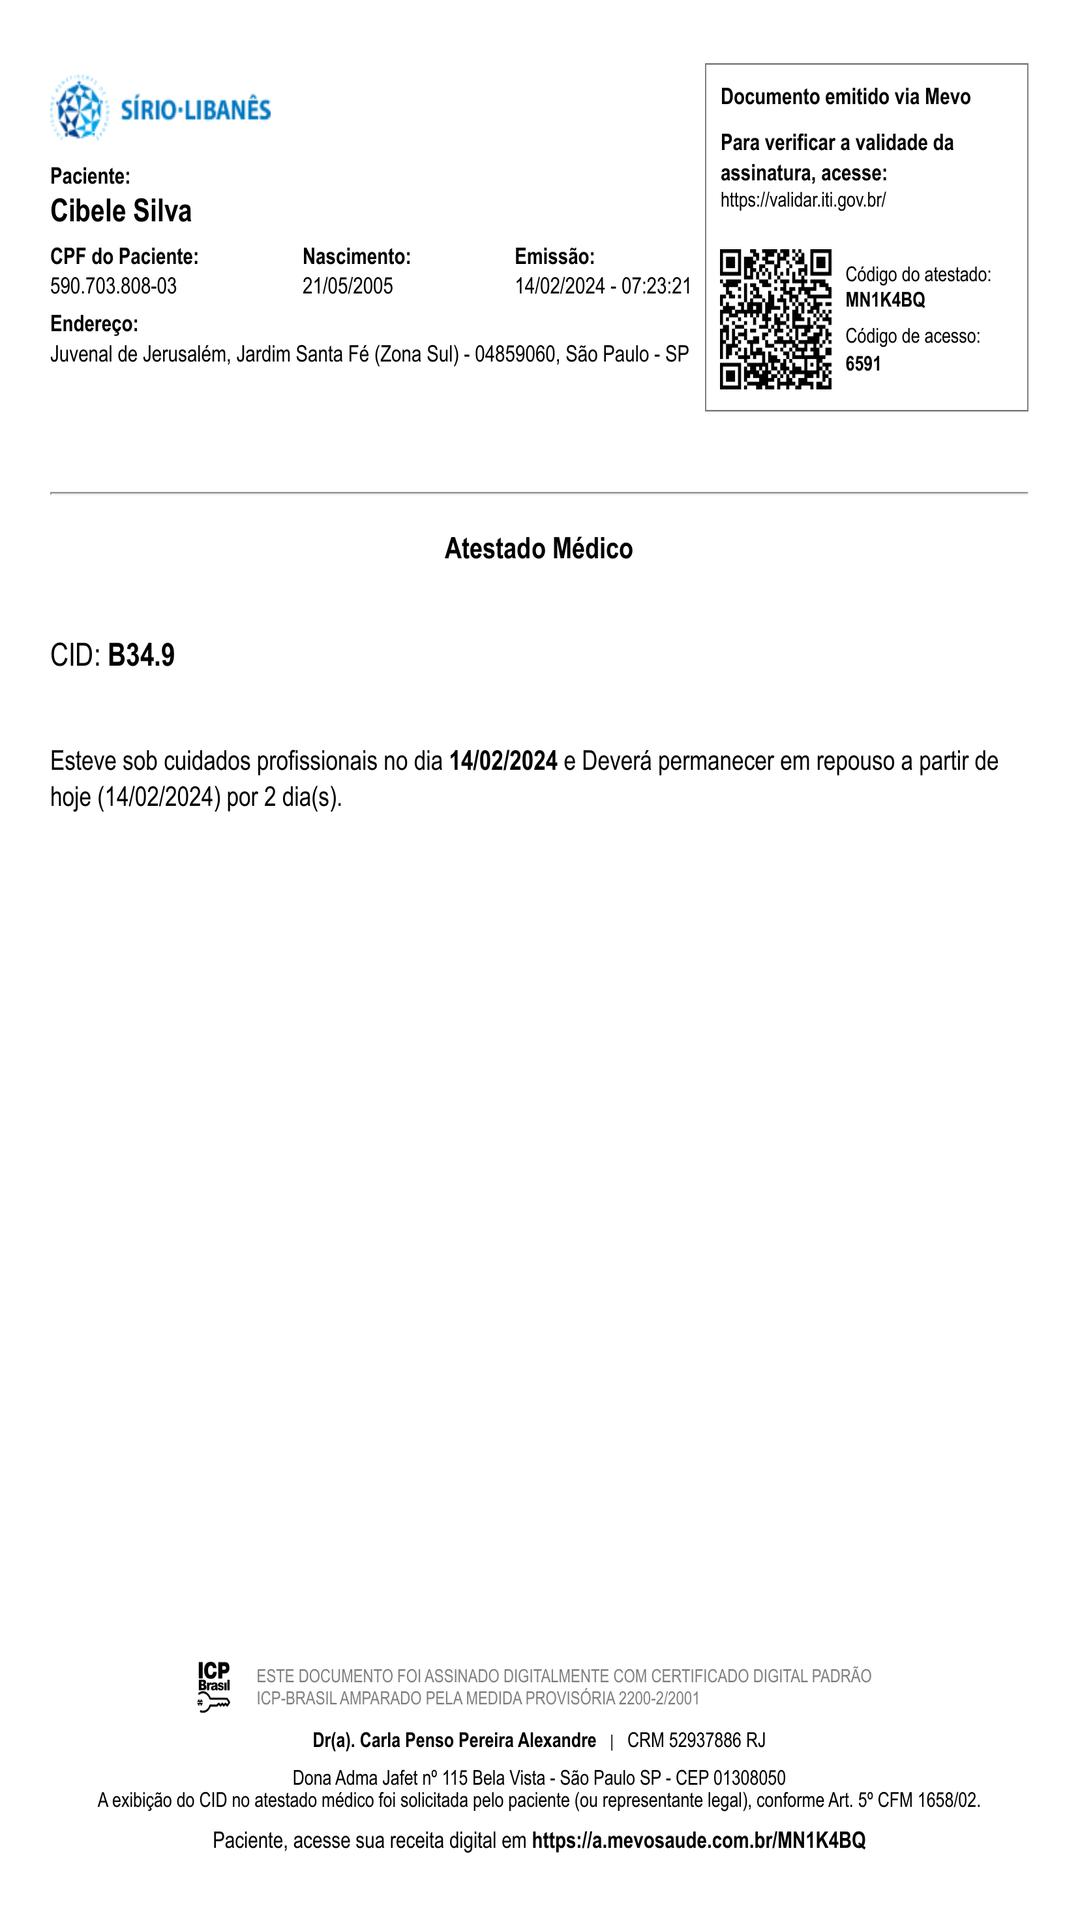 SÍRIO·LIBANÊS
Paciente:
Cibele Silva
CPF do Paciente: Nascimento: Emissão:
590.703.808-03 21/05/2005 14/02/2024 - 07:23:21
Endereço:
Juvenal de Jerusalém, Jardim Santa Fé (Zona Sul) - 04859060, São Paulo - SP
Documento emitido via Mevo
Para verificar a validade da
assinatura, acesse:
https://validar.iti.gov.br/
Código do atestado:
MN1K4BQ
Código de acesso:
6591
Atestado Médico
CID: B34.9
Esteve sob cuidados profissionais no dia 14/02/2024 e Deverá permanecer em repouso a partir de
hoje (14/02/2024) por 2 dia(s).
ICP
Brasil
ESTE DOCUMENTO FOI ASSINADO DIGITALMENTE COM CERTIFICADO DIGITAL PADRÃO
ICP-BRASIL AMPARADO PELA MEDIDA PROVISÓRIA 2200-2/2001
Dr(a). Carla Penso Pereira Alexandre | CRM 52937886 RJ
Dona Adma Jafet nº 115 Bela Vista - São Paulo SP - CEP 01308050
A exibição do CID no atestado médico foi solicitada pelo paciente (ou representante legal), conforme Art. 5º CFM 1658/02.
Paciente, acesse sua receita digital em https://a.mevosaude.com.br/MN1K4BQ